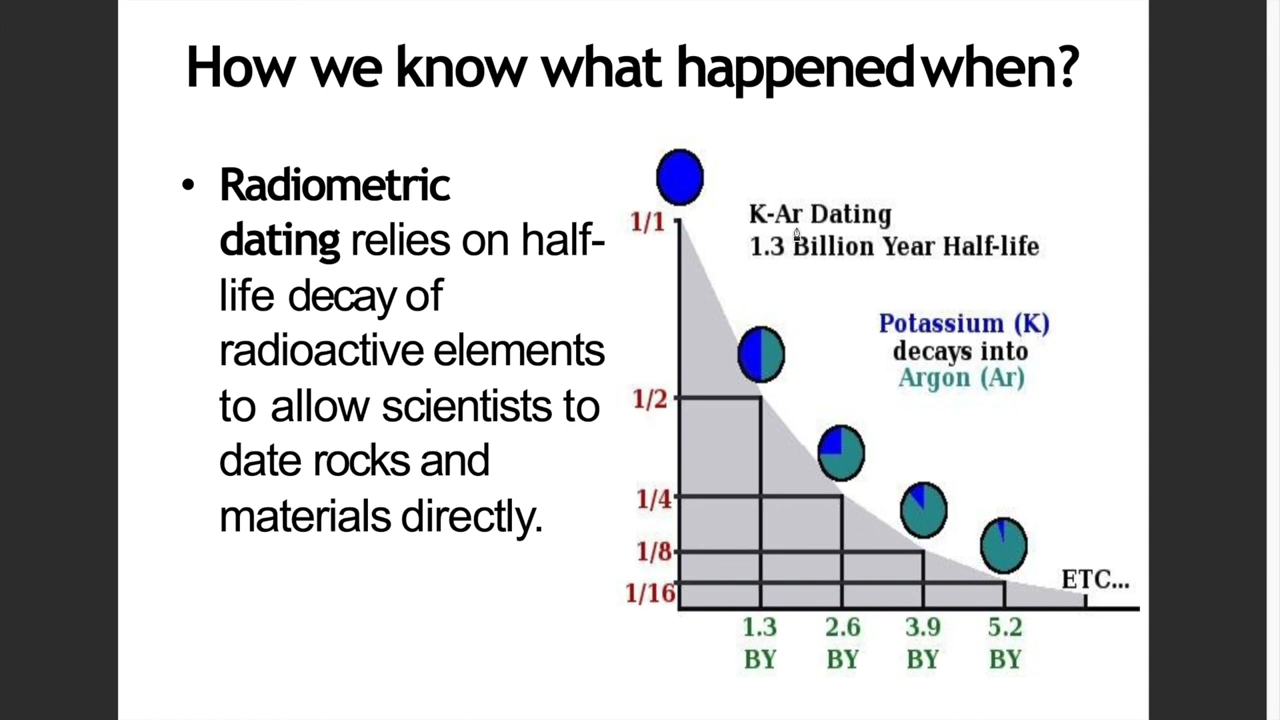 How we know what happened when?
• Radiometric
dating relies on half-
life decay of
radioactive elements
to allow scientists to
date rocks and
materials directly.
K-Ar Dating
1.3 Billion Year Half-life
Potassium (K)
decays into
Argon (Ar)
1/1
1/2
1/4
1/8
1/16
ETC...
1.3 2.6 3.9 5.2
BY BY BY BY